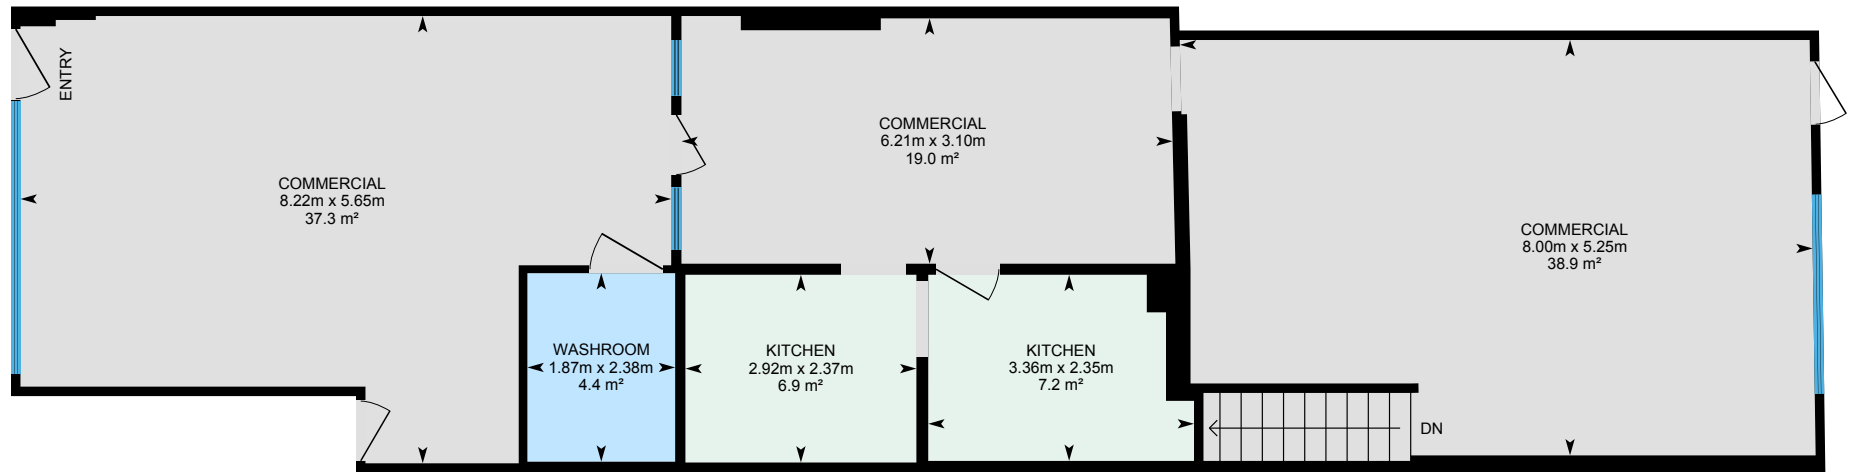 ENTRY
COMMERCIAL
8.22m x 5.65m
37.3 m²
COMMERCIAL
6.21m x 3.10m
19.0 m²
COMMERCIAL
8.00m x 5.25m
38.9 m²
WASHROOM
1.87m x 2.38m
4.4 m²
KITCHEN
2.92m x 2.37m
6.9 m²
KITCHEN
3.36m x 2.35m
7.2 m²
DN